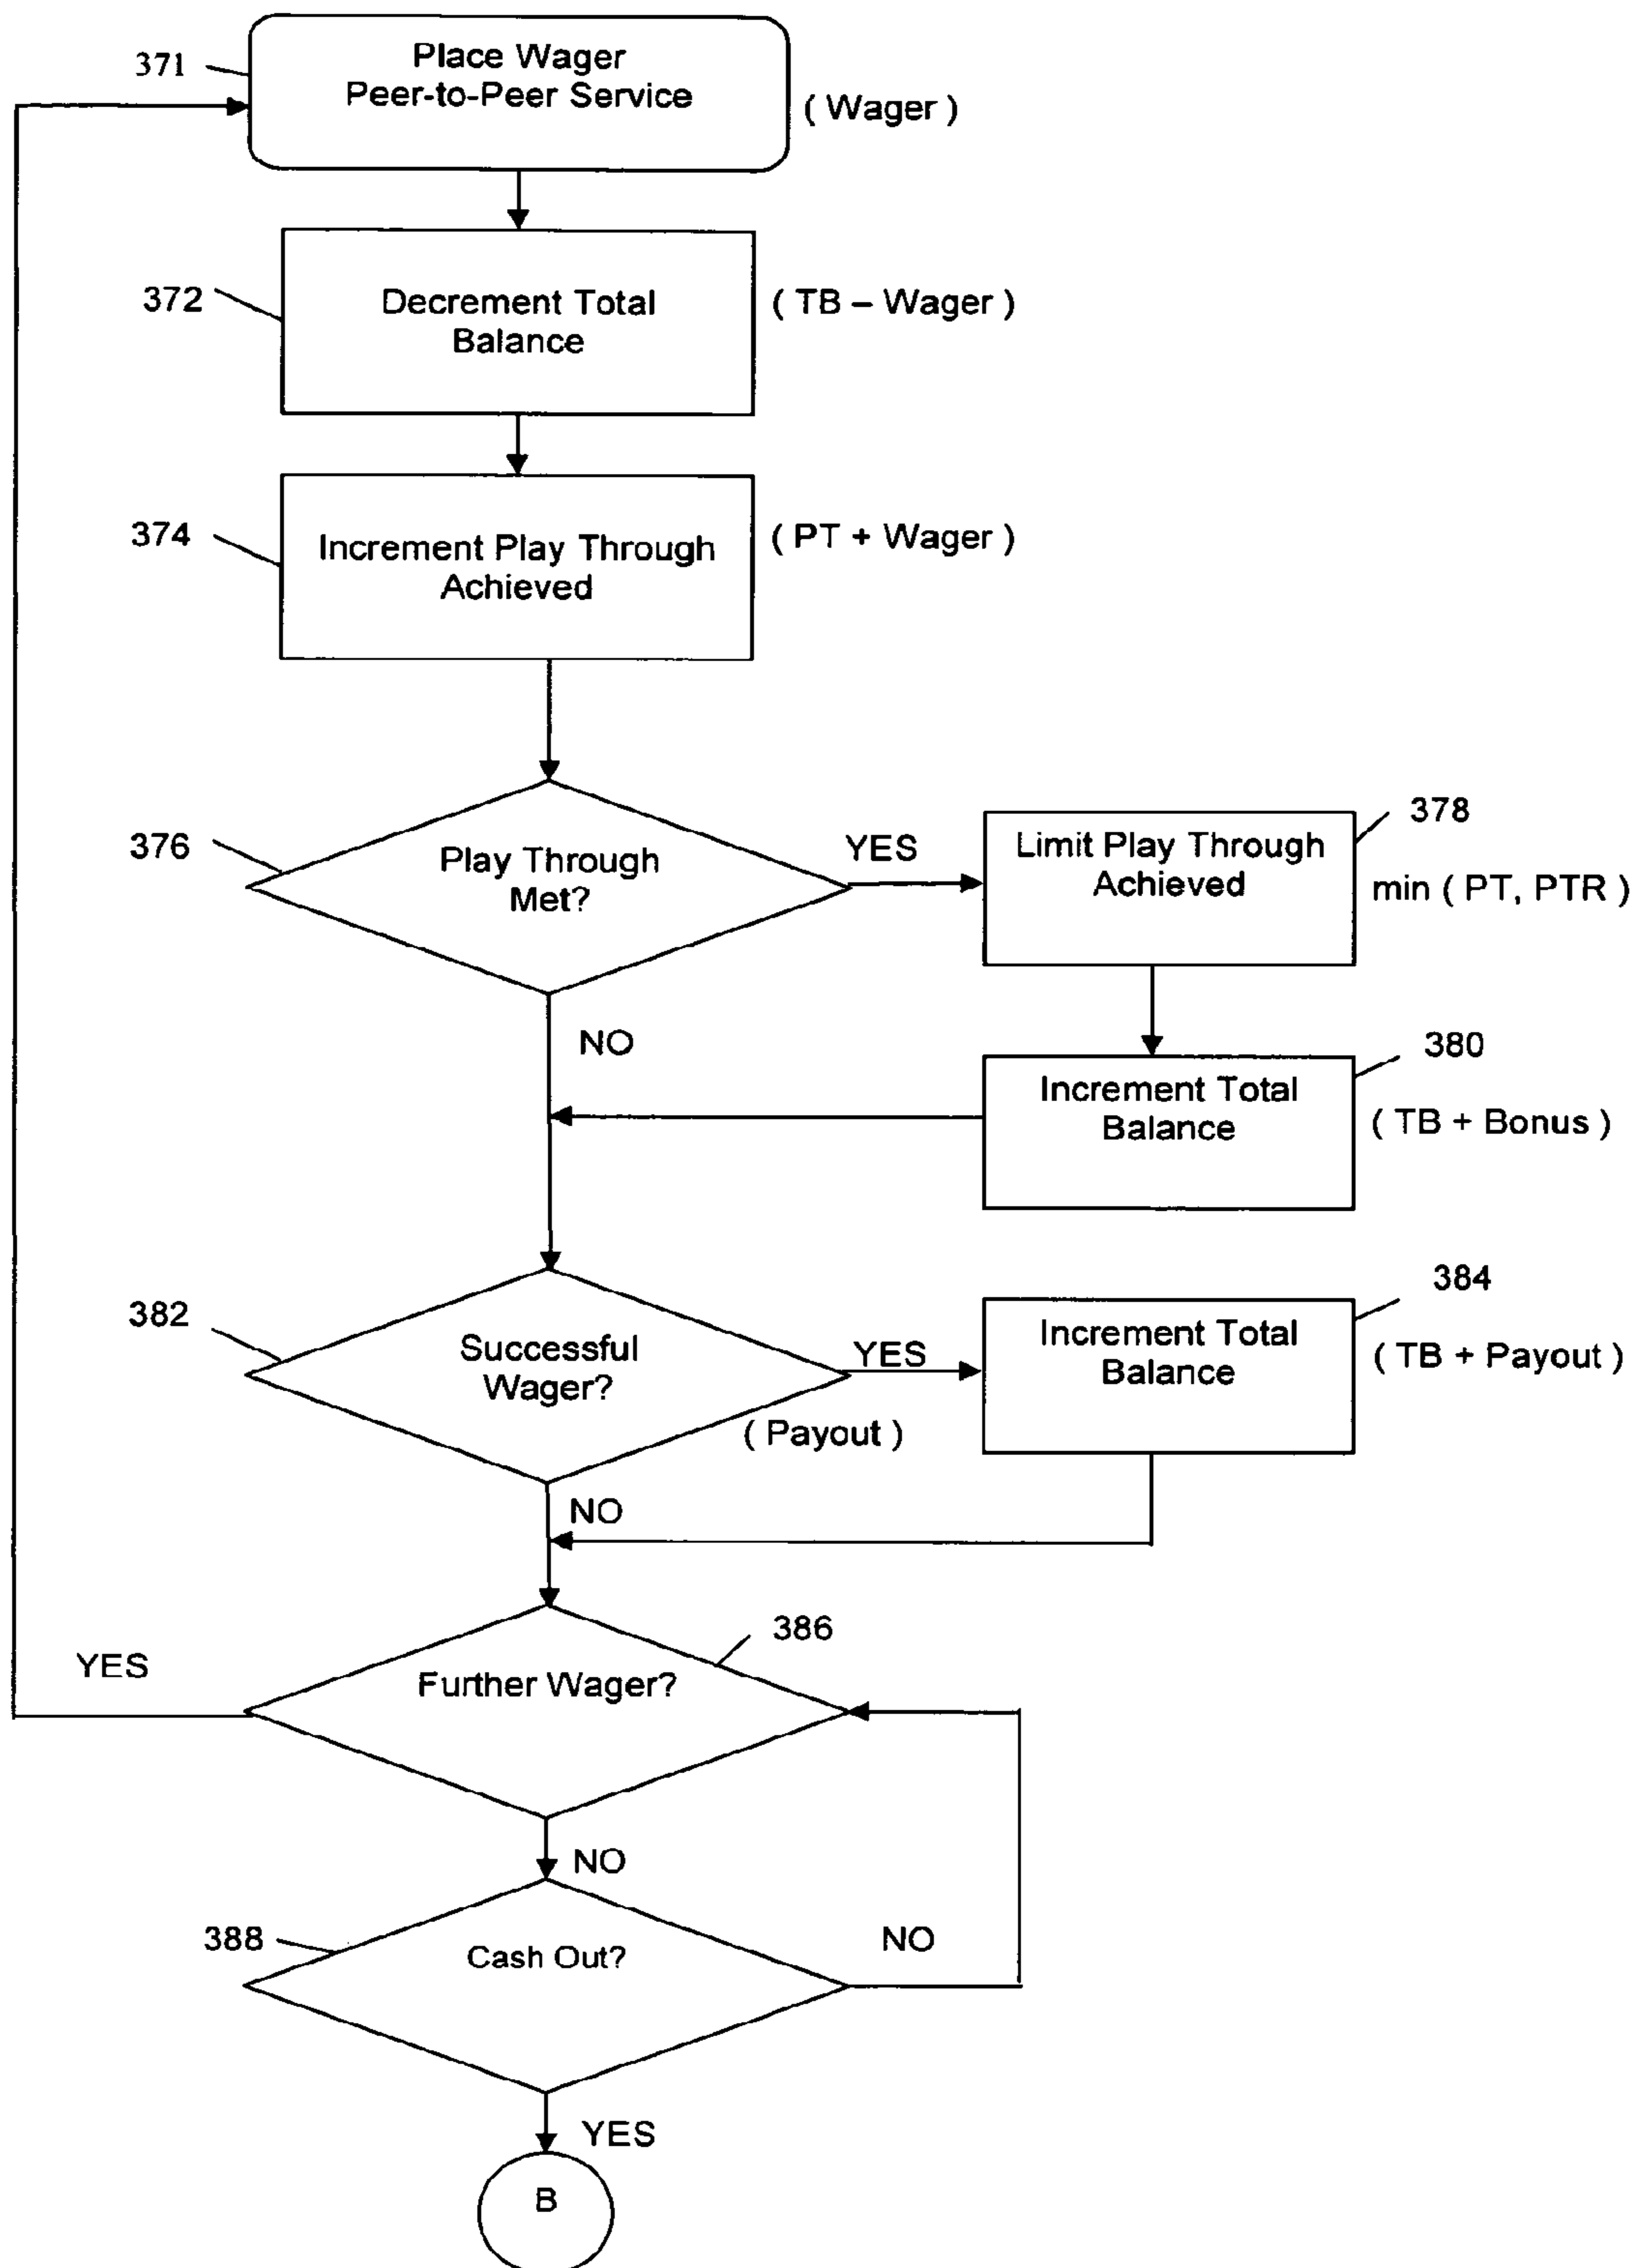 371
Place Wager
Peer-to-Peer Service
( Wager )
372
Decrement Total
Balance
( TB – Wager )
374
Increment Play Through
Achieved
( PT + Wager )
376
Play Through
Met?
YES
378
Limit Play Through
Achieved
min ( PT, PTR )
NO
380
Increment Total
Balance
( TB + Bonus )
382
Successful
Wager?
YES
( Payout )
384
Increment Total
Balance
( TB + Payout )
NO
386
Further Wager?
YES
NO
388
Cash Out?
NO
YES
B